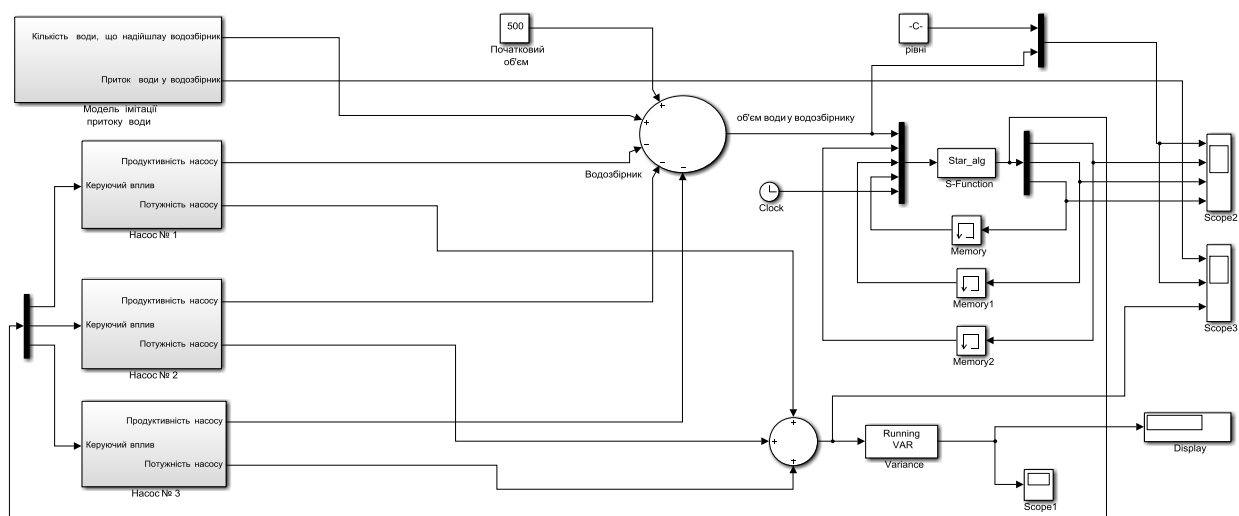 Кількість води, що надійшлау водозбірник
Приток води у водозбірник
Модель імітації
притоку води
500
Початковий
об'єм
-C-
рівні
Продуктивність насосу
Керуючий вплив
Потужність насосу
Насос № 1
Водозбірник
+
+
−
−
−
об'єм води у водозбірнику
Clock
Star_alg
S-Function
Memory
Memory1
Memory2
Scope2
Scope3
Продуктивність насосу
Керуючий вплив
Потужність насосу
Насос № 2
Продуктивність насосу
Керуючий вплив
Потужність насосу
Насос № 3
+
+
+
Running
VAR
Variance
Display
Scope1